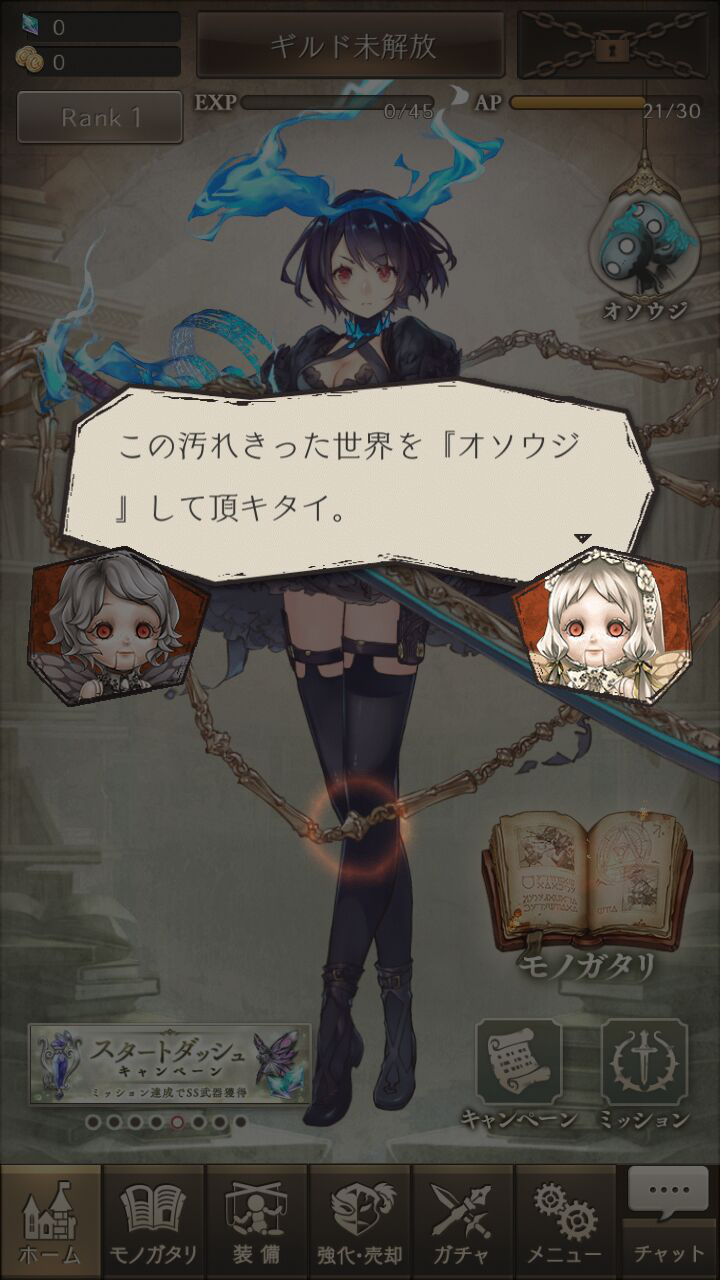 0
ギルド未解放
0
Rank 1
EXP
0/45
AP
21/30
オソウジ
この汚れきった世界を『オソウジ
』して頂キタイ。
モノガタリ
スタートダッシュ
キャンペーン
ミッション達成でSS武器獲得
キャンペーン
ミッション
ホーム
モノガタリ
装備
強化・売却
ガチャ
メニュー
チャット